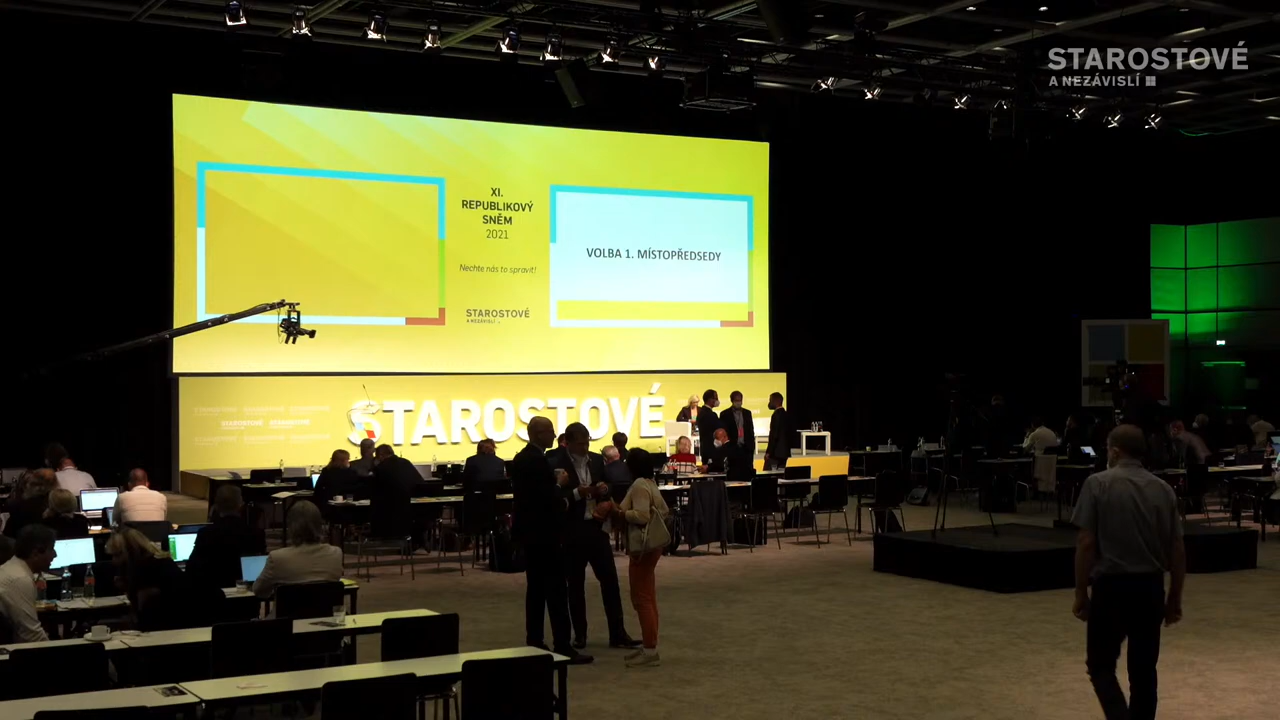 STAROSTOVÉ
A NEZÁVISLÍ
XI.
REPUBLIKOVÝ
SNĚM
2021
Nechte nás to spravit!
STAROSTOVÉ
A NEZÁVISLÍ
VOLBA 1. MÍSTOPŘEDSEDY
STAROSTOVÉ